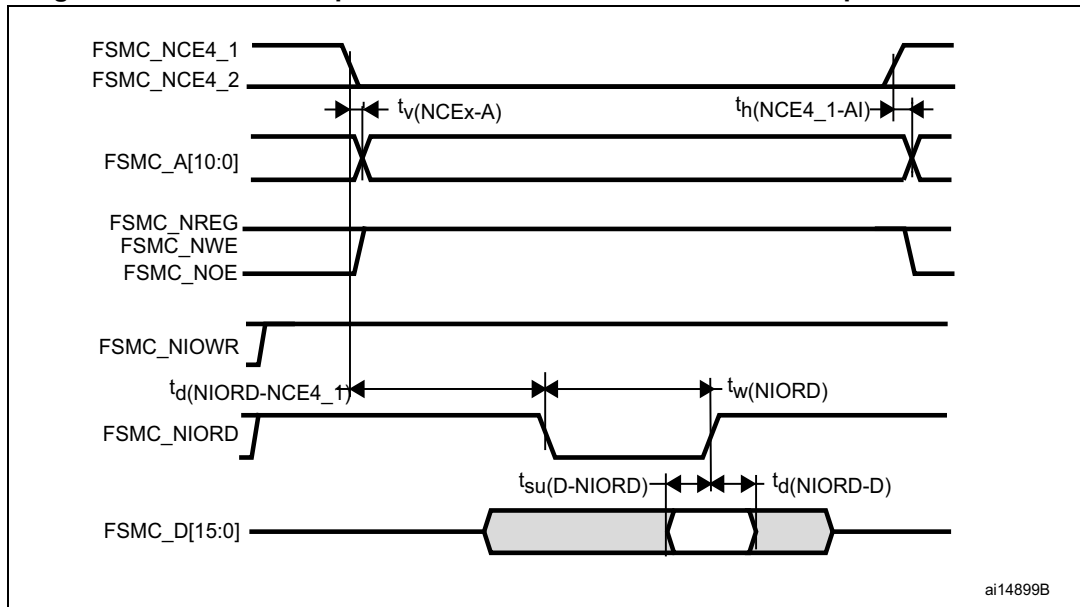 FSMC_NCE4_1
FSMC_NCE4_2
tv(NCEx-A)
th(NCE4_1-AI)
FSMC_A[10:0]
FSMC_NREG
FSMC_NWE
FSMC_NOE
FSMC_NIOWR
td(NIORD-NCE4_1)
tw(NIORD)
FSMC_NIORD
tsu(D-NIORD)
td(NIORD-D)
FSMC_D[15:0]
ai14899B